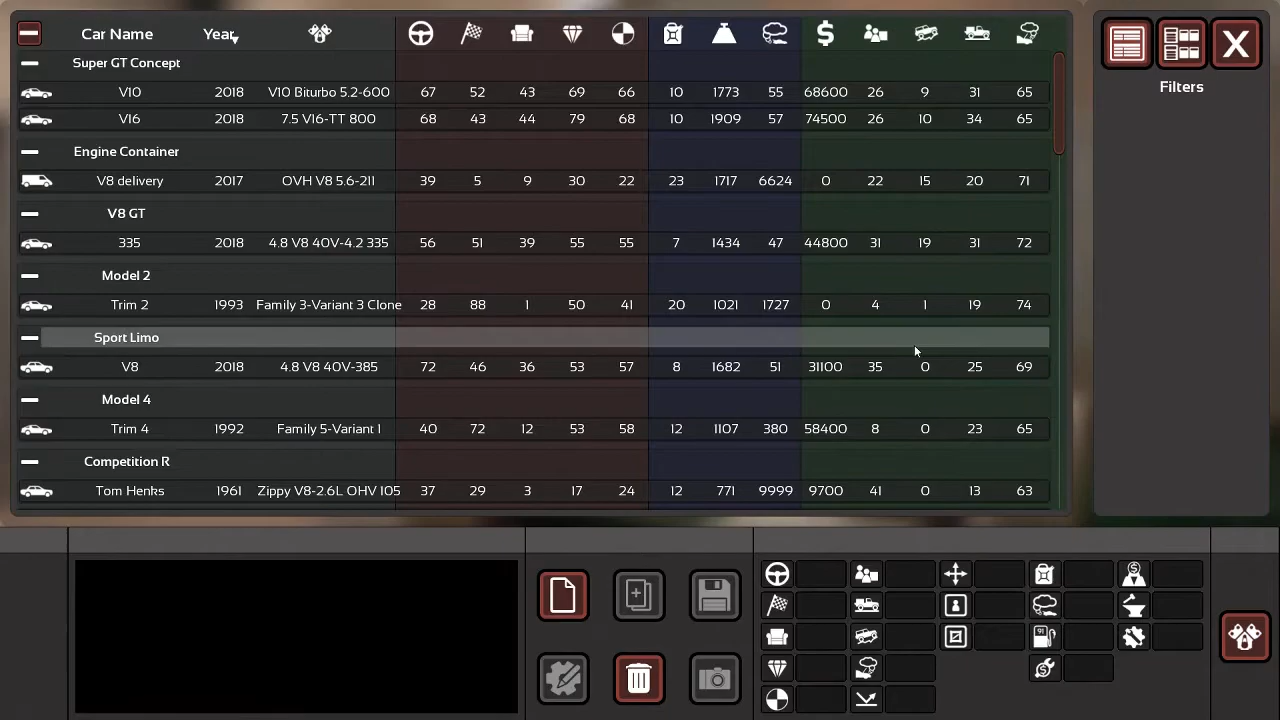 Car Name Year
Filters
Super GT Concept
V10 2018 V10 Biturbo 5.2-600 67 52 43 69 66 10 1773 55 68600 26 9 31 65
V16 2018 7.5 V16-TT 800 68 43 44 79 68 10 1909 57 74500 26 10 34 65
Engine Container
V8 delivery 2017 OVH V8 5.6-211 39 5 9 30 22 23 1717 6624 0 22 15 20 71
V8 GT
335 2018 4.8 V8 40V-4.2 335 56 51 39 55 55 7 1434 47 44800 31 19 31 72
Model 2
Trim 2 1993 Family 3-Variant 3 Clone 28 88 1 50 41 20 1021 1727 0 4 1 19 74
Sport Limo
V8 2018 4.8 V8 40V-385 72 46 36 53 57 8 1682 51 31100 35 0 25 69
Model 4
Trim 4 1992 Family 5-Variant 1 40 72 12 53 58 12 1107 380 58400 8 0 23 65
Competition R
Tom Henks 1961 Zippy V8-2.6L OHV 105 37 29 3 17 24 12 771 9999 9700 41 0 13 63